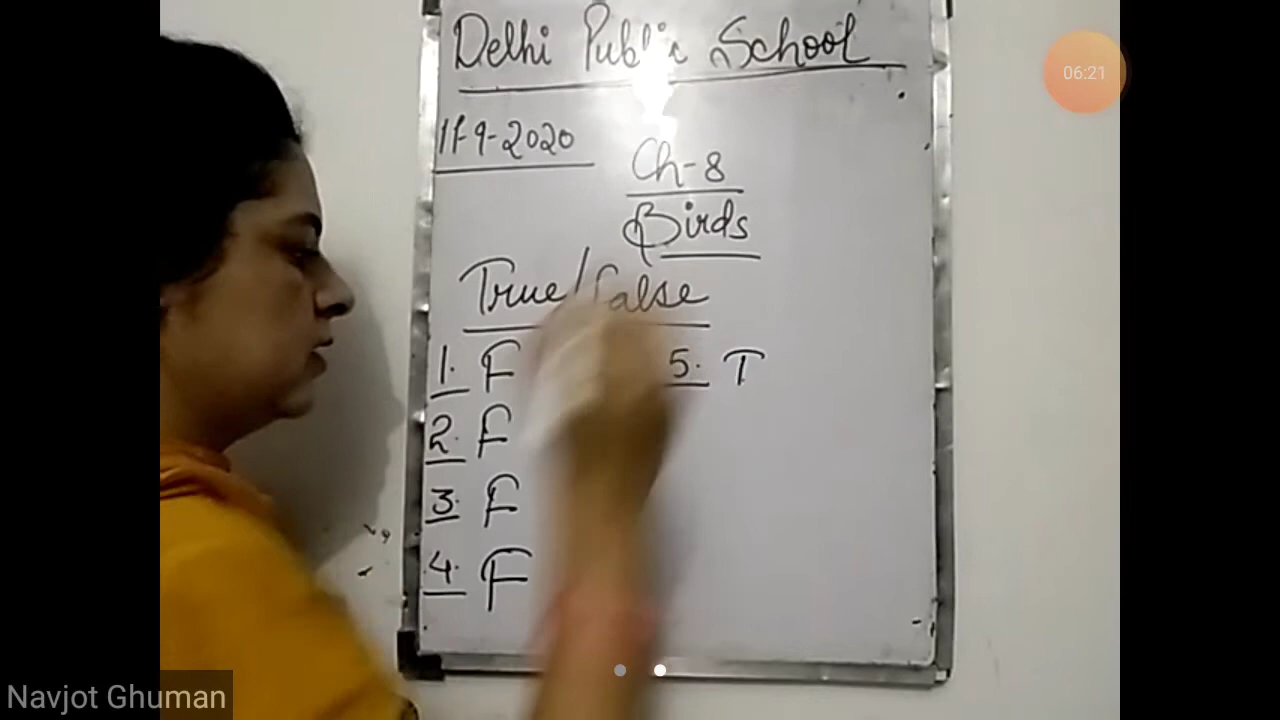 Delhi Public School
11-9-2020
Ch-8
Birds
True/False
1. F
5. T
2. F
3. F
4. F
06:21
Navjot Ghuman